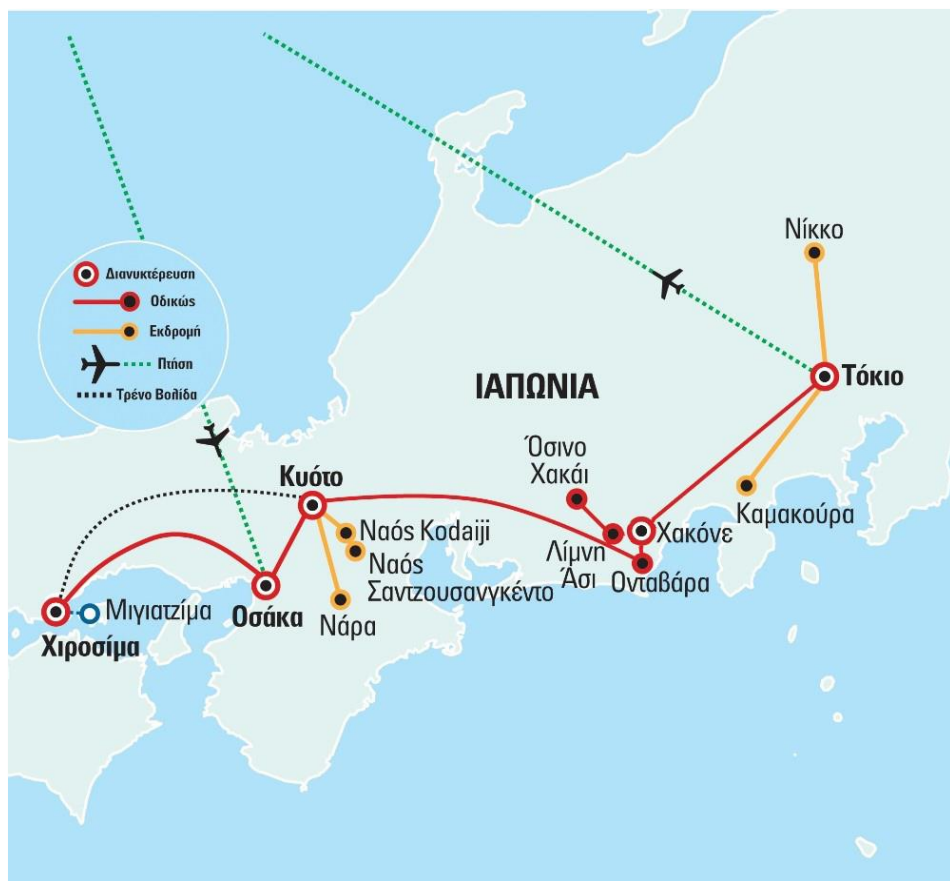 Νίκκο
Διανυκτέρευση
Οδικώς
Εκδρομή
Πτήση
Τρένο Βολίδα
ΙΑΠΩΝΙΑ
Τόκιο
Όσινο
Χακάι
Κυότο
Καμακούρα
Ναός Kodaiji
Ναός
Σαντζουσανγκέντο
Λίμνη
Άσι
Χακόνε
Ονταβάρα
Μιγιατζίμα
Χιροσίμα
Οσάκα
Νάρα